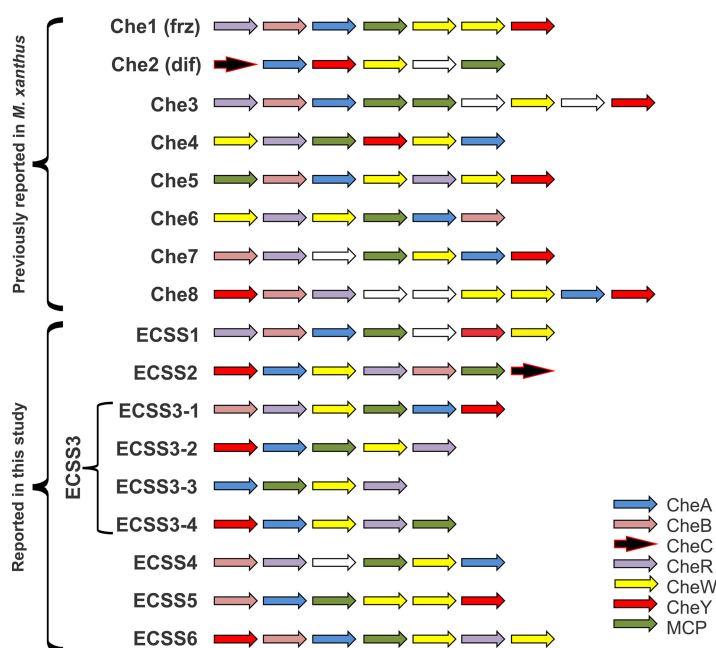 Previously reported in M. xanthus
Che1 (frz)
Che2 (dif)
Che3
Che4
Che5
Che6
Che7
Che8
Reported in this study
ECSS1
ECSS2
ECSS3
ECSS3-1
ECSS3-2
ECSS3-3
ECSS3-4
ECSS4
ECSS5
ECSS6
CheA
CheB
CheC
CheR
CheW
CheY
MCP